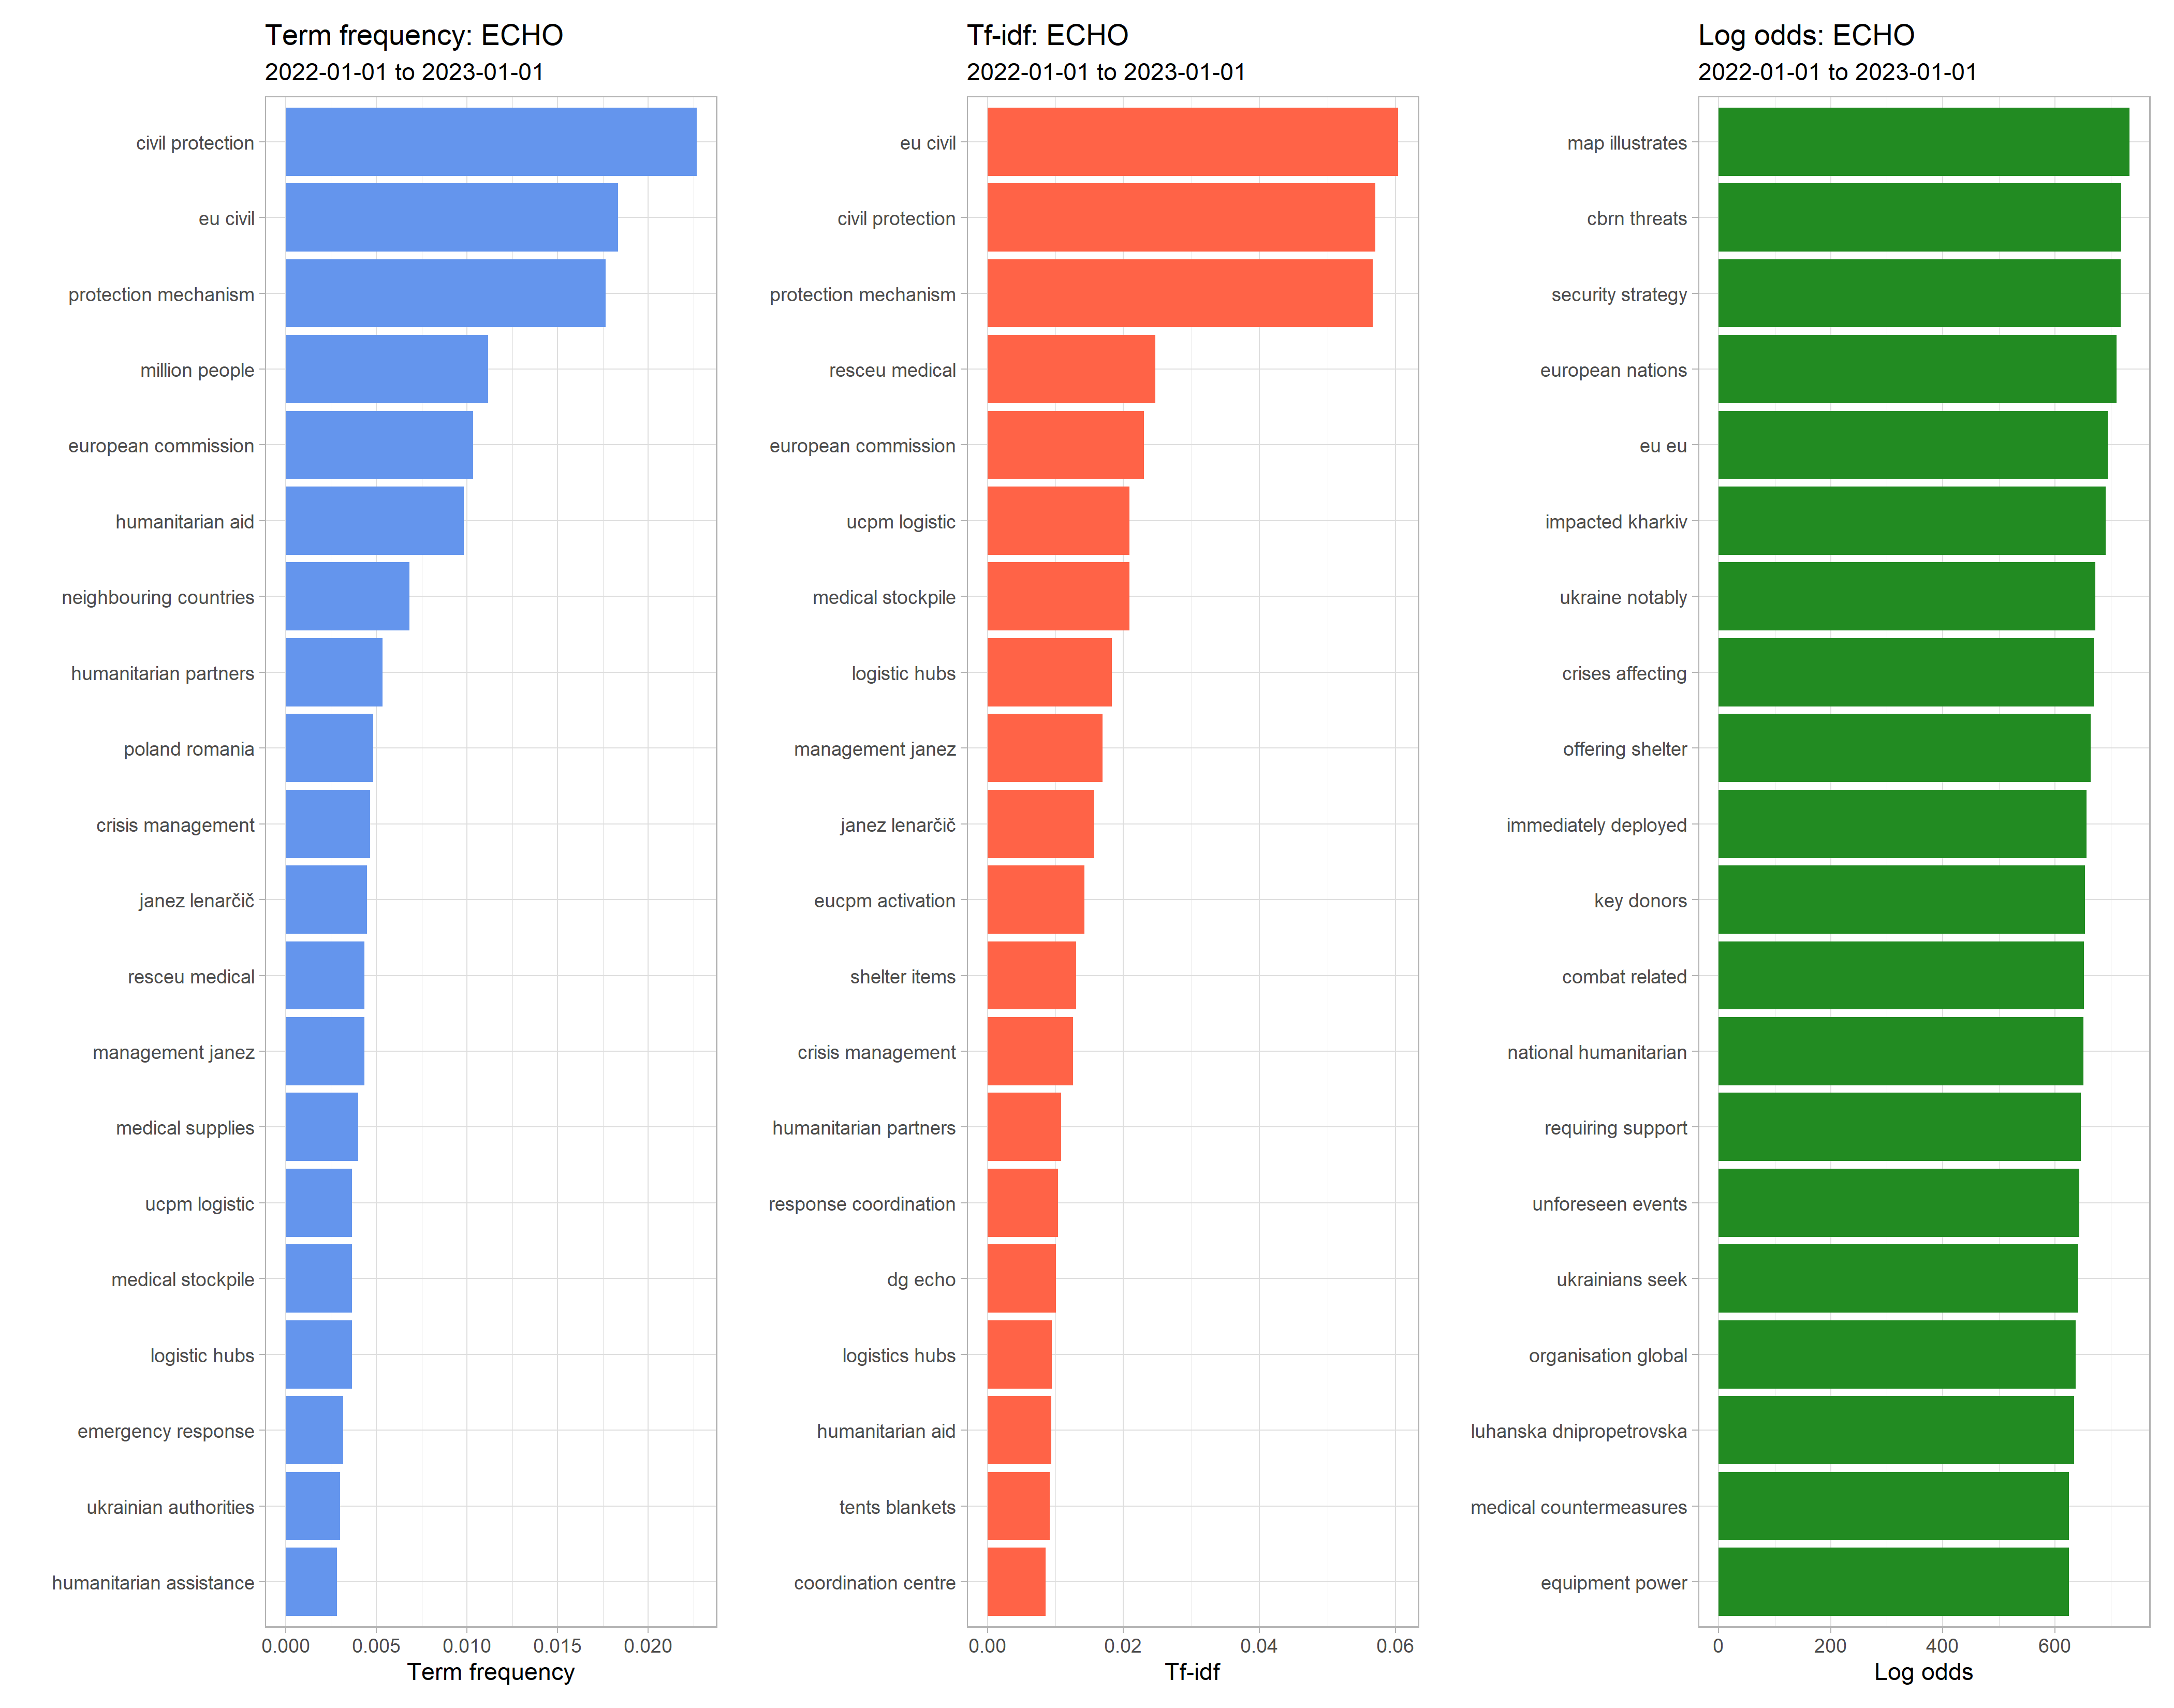 Term frequency: ECHO
2022-01-01 to 2023-01-01
civil protection
eu civil
protection mechanism
million people
european commission
humanitarian aid
neighbouring countries
humanitarian partners
poland romania
crisis management
janez lenarčič
resceu medical
management janez
medical supplies
ucpm logistic
medical stockpile
logistic hubs
emergency response
ukrainian authorities
humanitarian assistance
0.000 0.005 0.010 0.015 0.020
Term frequency
Tf-idf: ECHO
2022-01-01 to 2023-01-01
eu civil
civil protection
protection mechanism
resceu medical
european commission
ucpm logistic
medical stockpile
logistic hubs
management janez
janez lenarčič
eucpm activation
shelter items
crisis management
humanitarian partners
response coordination
dg echo
logistics hubs
humanitarian aid
tents blankets
coordination centre
0.00 0.02 0.04 0.06
Tf-idf
Log odds: ECHO
2022-01-01 to 2023-01-01
map illustrates
cbrn threats
security strategy
european nations
eu eu
impacted kharkiv
ukraine notably
crises affecting
offering shelter
immediately deployed
key donors
combat related
national humanitarian
requiring support
unforeseen events
ukrainians seek
organisation global
luhanska dnipropetrovska
medical countermeasures
equipment power
0 200 400 600
Log odds